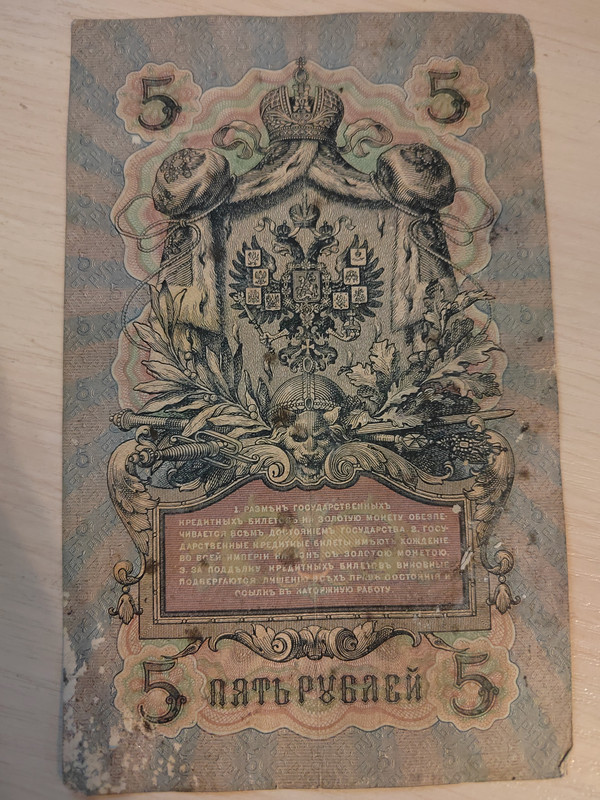 5 5
1. РАЗМѢНЪ ГОСУДАРСТВЕННЫХЪ
КРЕДИТНЫХЪ БИЛЕТОВЪ НА ЗОЛОТУЮ МОНЕТУ ОБЕЗПЕ-
ЧИВАЕТСЯ ВСѢМЪ ДОСТОЯНІЕМЪ ГОСУДАРСТВА 2. ГОСУ-
ДАРСТВЕННЫЕ КРЕДИТНЫЕ БИЛЕТЫ ИМѢЮТЪ ХОЖДЕНІЕ
ВО ВСЕЙ ИМПЕРІИ НАРАВНѢ СЪ ЗОЛОТОЮ МОНЕТОЮ.
3. ЗА ПОДДѢЛКУ КРЕДИТНЫХЪ БИЛЕТОВЪ ВИНОВНЫЕ
ПОДВЕРГАЮТСЯ ЛИШЕНІЮ ВСѢХЪ ПРАВЪ СОСТОЯНІЯ И
ССЫЛКѢ ВЪ КАТОРЖНУЮ РАБОТУ
5 ПЯТЬ РУБЛЕЙ 5